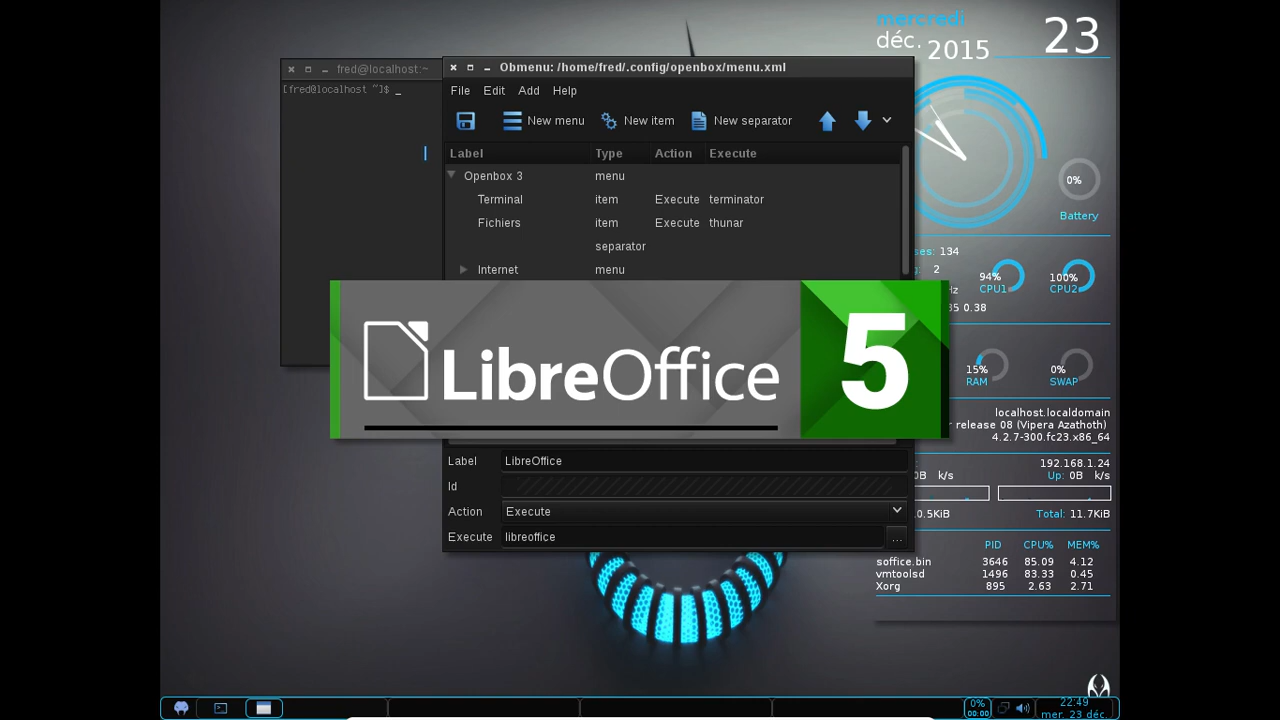 mercredi
déc. 2015 23
fred@localhost:~
[fred@localhost ~]$ _
Obmenu: /home/fred/.config/openbox/menu.xml
File Edit Add Help
New menu New item New separator
Label Type Action Execute
Openbox 3 menu
Terminal item Execute terminator
Fichiers item Execute thunar
separator
Internet menu
LibreOffice 5
Label LibreOffice
Id
Action Execute
Execute libreoffice ...
0%
Battery
134
2
94% 100%
CPU1 CPU2
0.38
15% 0%
RAM SWAP
localhost.localdomain
release 08 (Vipera Azathoth)
4.2.7-300.fc23.x86_64
192.168.1.24
k/s Up: 0B k/s
Total: 11.7KiB
PID CPU% MEM%
soffice.bin 3646 85.09 4.12
vmtoolsd 1496 83.33 0.45
Xorg 895 2.63 2.71
0%
00:00
22:49
mer. 23 déc.